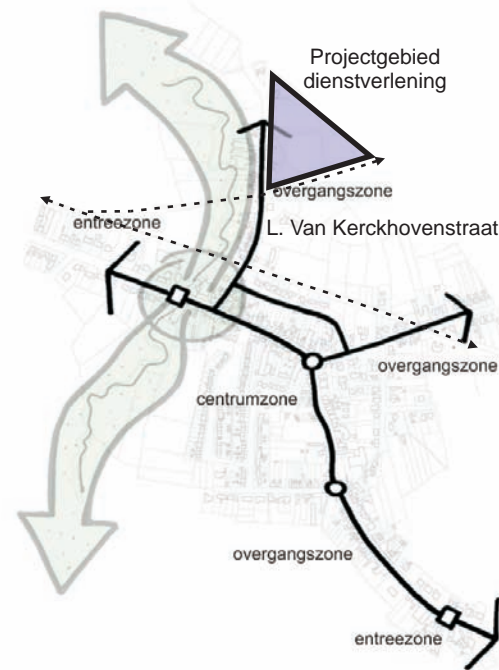 Projectgebied
dienstverlening
overgangszone
entreezone
L. Van Kerckhovenstraat
overgangszone
centrumzone
overgangszone
entreezone